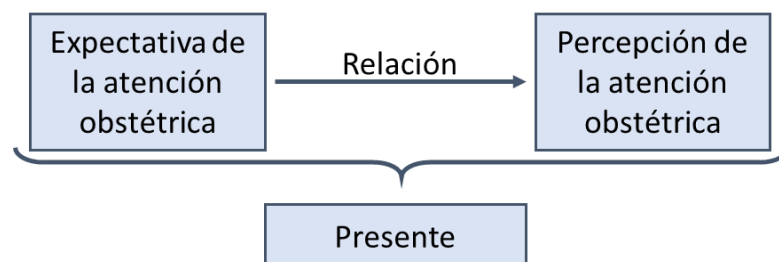 Expectativa de
la atención
obstétrica
Relación
Percepción de
la atención
obstétrica
Presente